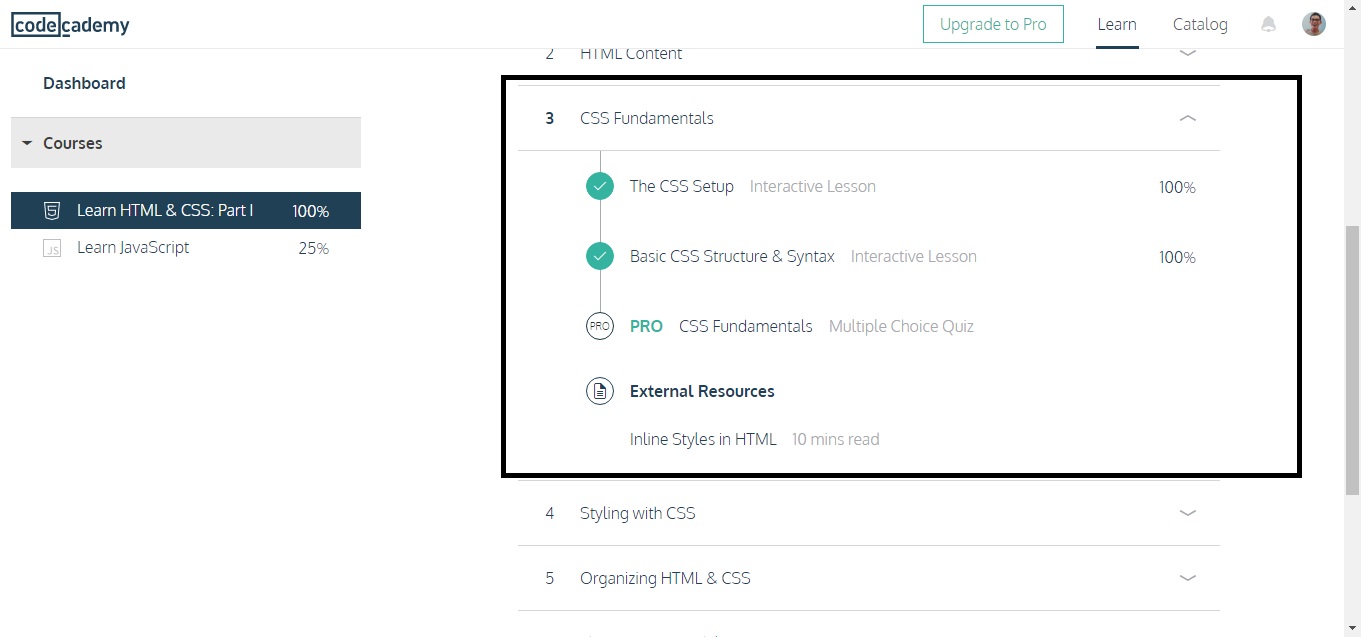 codecademy
Upgrade to Pro
Learn
Catalog
Dashboard
Courses
Learn HTML & CSS: Part I 100%
JS Learn JavaScript 25%
2 HTML Content
3 CSS Fundamentals
The CSS Setup Interactive Lesson 100%
Basic CSS Structure & Syntax Interactive Lesson 100%
PRO PRO CSS Fundamentals Multiple Choice Quiz
External Resources
Inline Styles in HTML 10 mins read
4 Styling with CSS
5 Organizing HTML & CSS